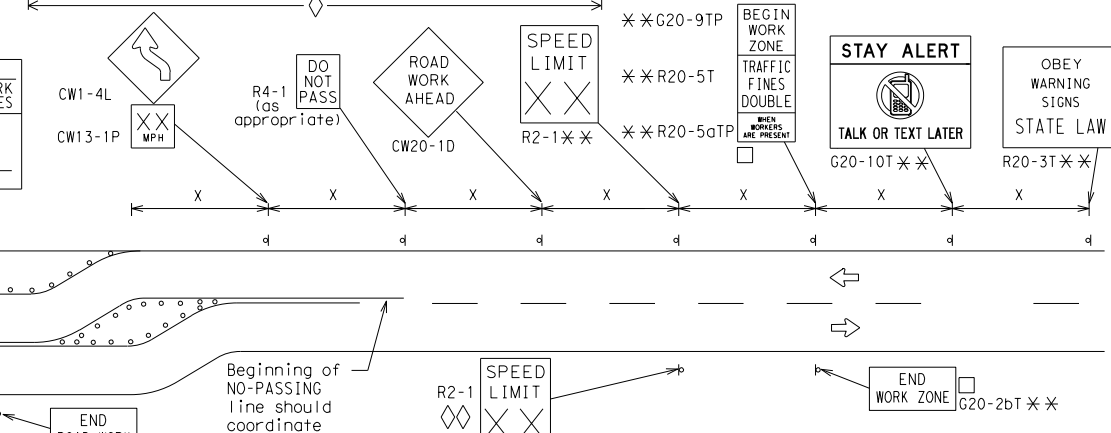 CW1-4L
CW13-1P
XX
MPH
R4-1
(as
appropriate)
DO
NOT
PASS
ROAD
WORK
AHEAD
CW20-1D
SPEED
LIMIT
XX
R2-1**
**G20-9TP
**R20-5T
**R20-5aTP
BEGIN
WORK
ZONE
TRAFFIC
FINES
DOUBLE
WHEN
WORKERS
ARE PRESENT
STAY ALERT
TALK OR TEXT LATER
G20-10T**
OBEY
WARNING
SIGNS
STATE LAW
R20-3T**
X X X X X X X
Beginning of
NO-PASSING
line should
coordinate
R2-1
SPEED
LIMIT
XX
END
WORK ZONE
G20-2bT**
END